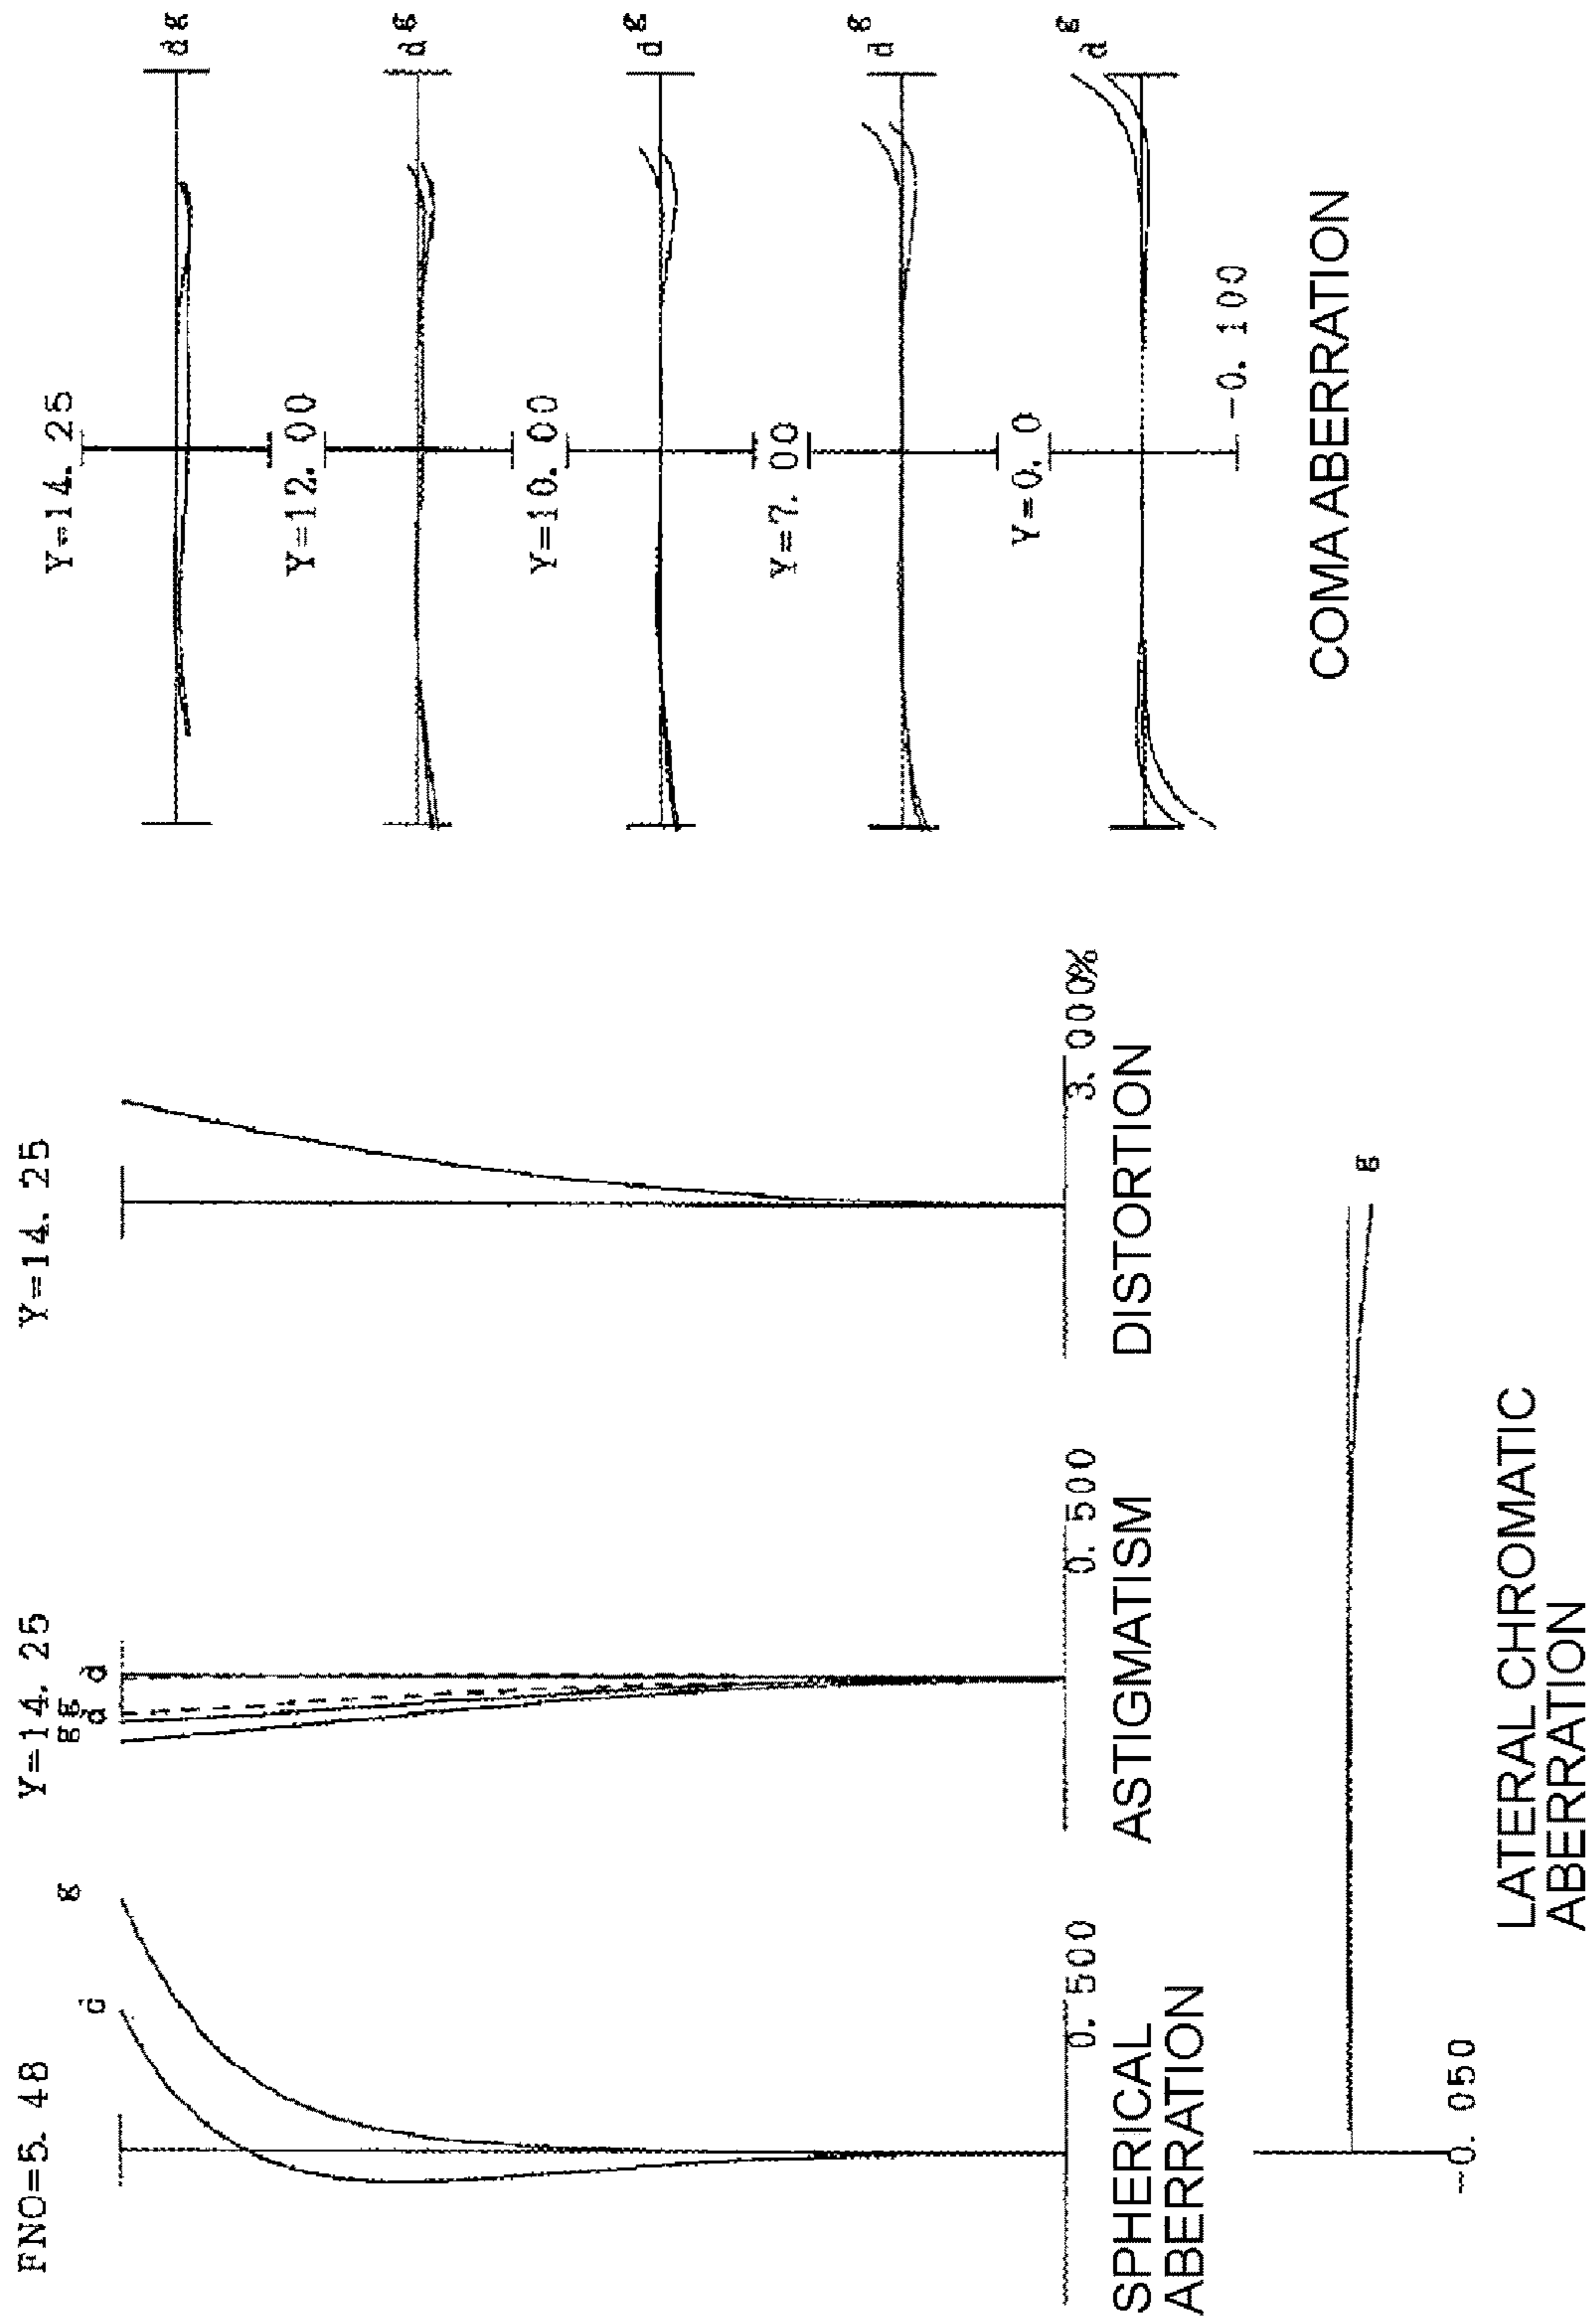 FNO=5. 48
d
g
0. 500
SPHERICAL
ABERRATION
Y=14. 25
g g
d
d
0. 500
ASTIGMATISM
Y=14. 25
3. 000%
DISTORTION
Y=14. 25
d g
Y=12. 00
d g
Y=10. 00
d g
Y=7. 00
d g
Y=0. 0
d g
-0. 100
COMA ABERRATION
g
-0. 050
LATERAL CHROMATIC
ABERRATION